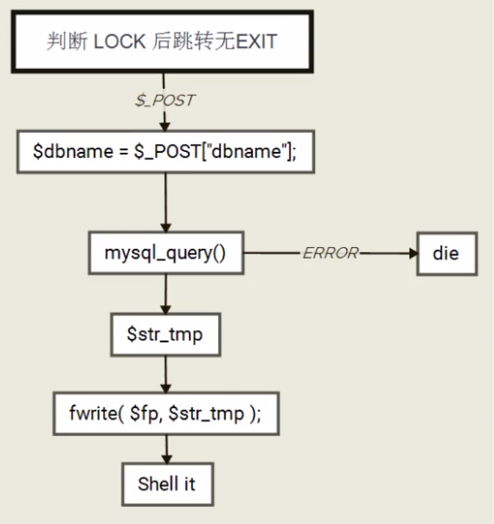 判断 LOCK 后跳转无EXIT
$_POST
$dbname = $_POST["dbname"];
mysql_query()
ERROR
die
$str_tmp
fwrite( $fp, $str_tmp );
Shell it